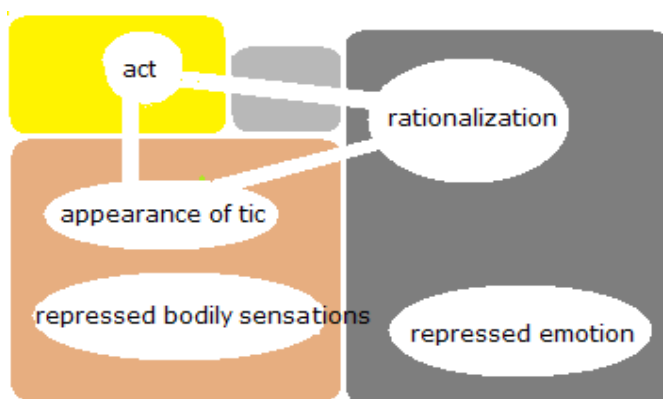 act
rationalization
appearance of tic
repressed bodily sensations
repressed emotion